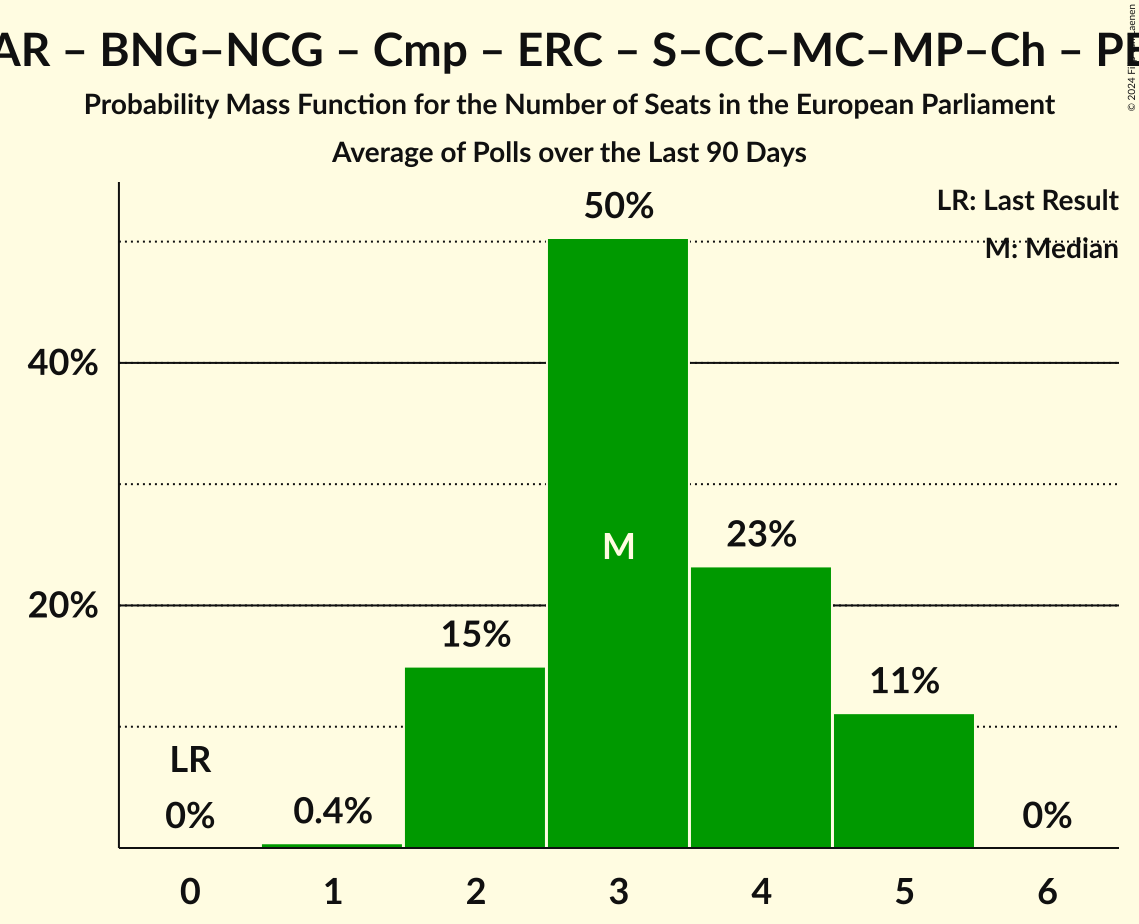 AR – BNG–NCG – Cmp – ERC – S–CC–MC–MP–Ch –
Probability Mass Function for the Number of Seats in the European Parliament
Average of Polls over the Last 90 Days
LR: Last Result
M: Median
50%
40%
23%
M
20%
15%
11%
LR
0%
0.4%
0%
0 1 2 3 4 5 6
© 2024